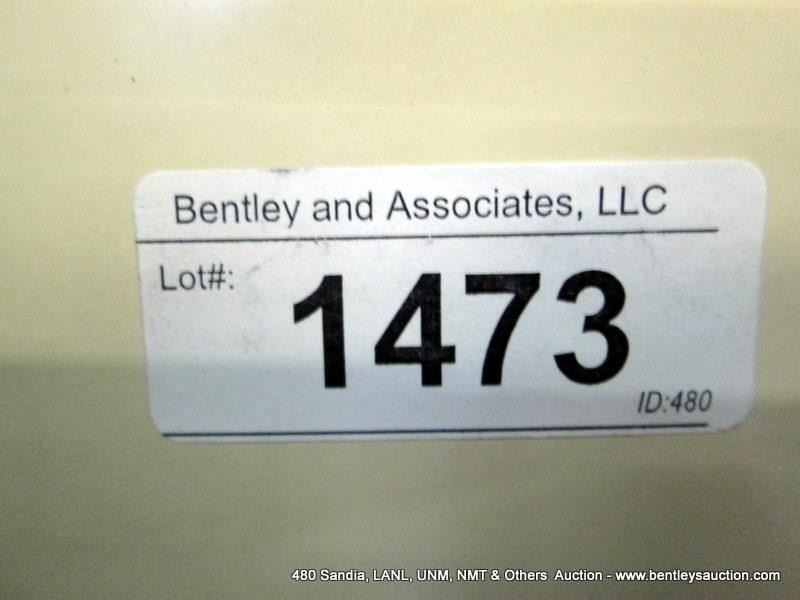 Bentley and Associates, LLC
Lot#:
1473
ID:480
480 Sandia, LANL, UNM, NMT & Others Auction - www.bentleysauction.com